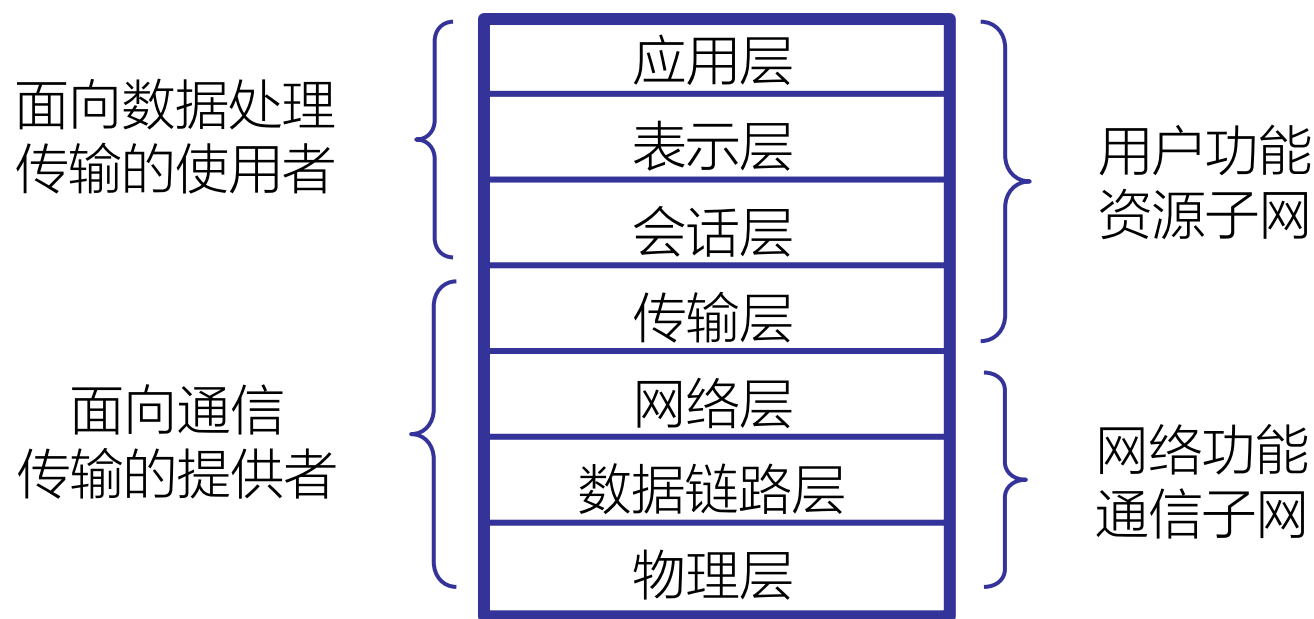 面向数据处理
传输的使用者
面向通信
传输的提供者
应用层
表示层
会话层
传输层
网络层
数据链路层
物理层
用户功能
资源子网
网络功能
通信子网